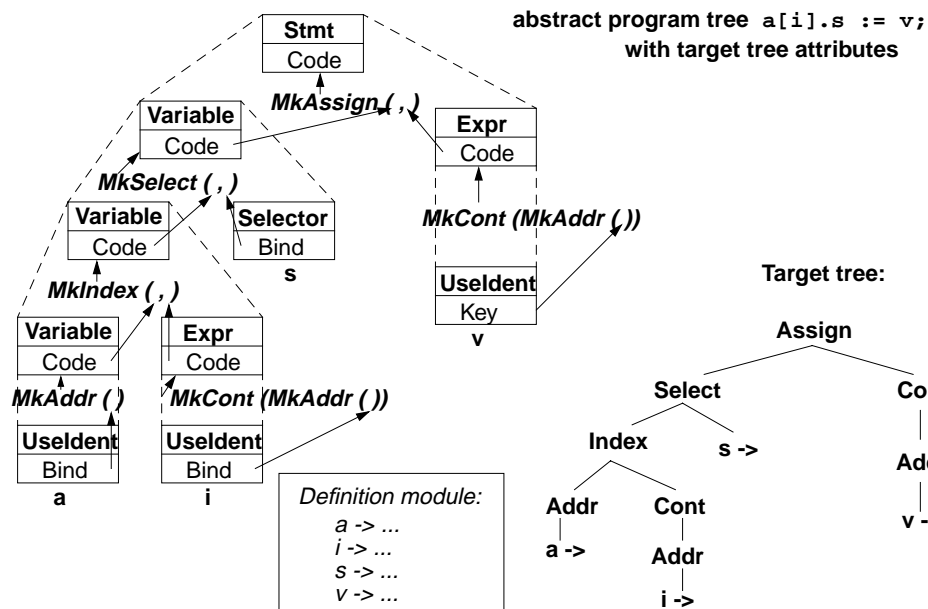 abstract program tree a[i].s := v;
with target tree attributes
Stmt
Code
MkAssign ( , )
Variable
Code
Expr
Code
MkSelect ( , )
MkCont (MkAddr ( ))
Variable
Code
Selector
Bind
s
UseIdent
Key
v
MkIndex ( , )
Variable
Code
Expr
Code
MkAddr ( )
MkCont (MkAddr ( ))
UseIdent
Bind
a
UseIdent
Bind
i
Definition module:
a -> ...
i -> ...
s -> ...
v -> ...
Target tree:
Assign
Select
Index
s ->
Addr
Cont
a ->
Addr
i ->
v -